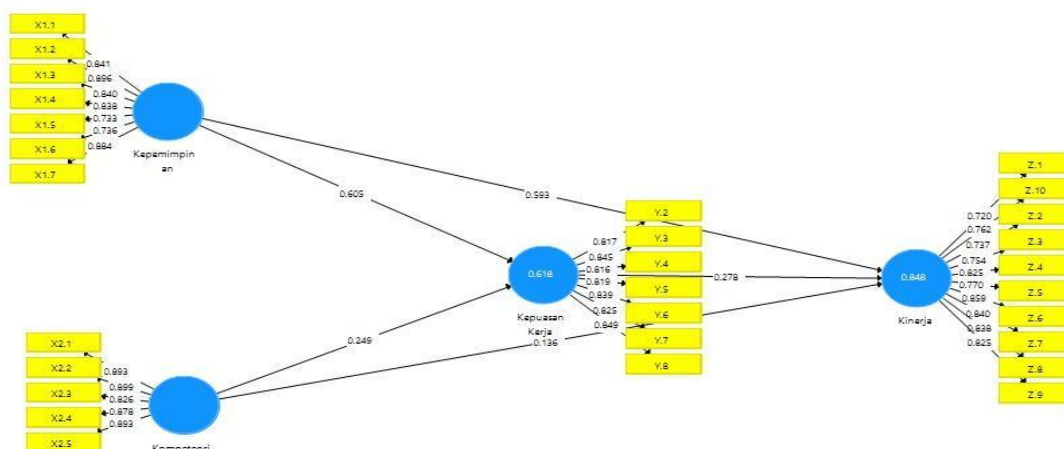 X1.1
X1.2
X1.3
X1.4
X1.5
X1.6
X1.7
0.841
0.896
0.840
0.838
0.733
0.736
0.884
Kepemimpin
an
0.605
0.593
Y.2
Y.3
Y.4
Y.5
Y.6
Y.7
Y.8
0.817
0.845
0.816
0.819
0.839
0.825
0.849
0.618
Kepuasan
Kerja
0.278
0.249
0.136
Z.1
Z.10
Z.2
Z.3
Z.4
Z.5
Z.6
Z.7
Z.8
Z.9
0.720
0.762
0.737
0.754
0.825
0.770
0.859
0.840
0.838
0.825
0.848
Kinerja
X2.1
X2.2
X2.3
X2.4
X2.5
0.893
0.899
0.826
0.878
0.893